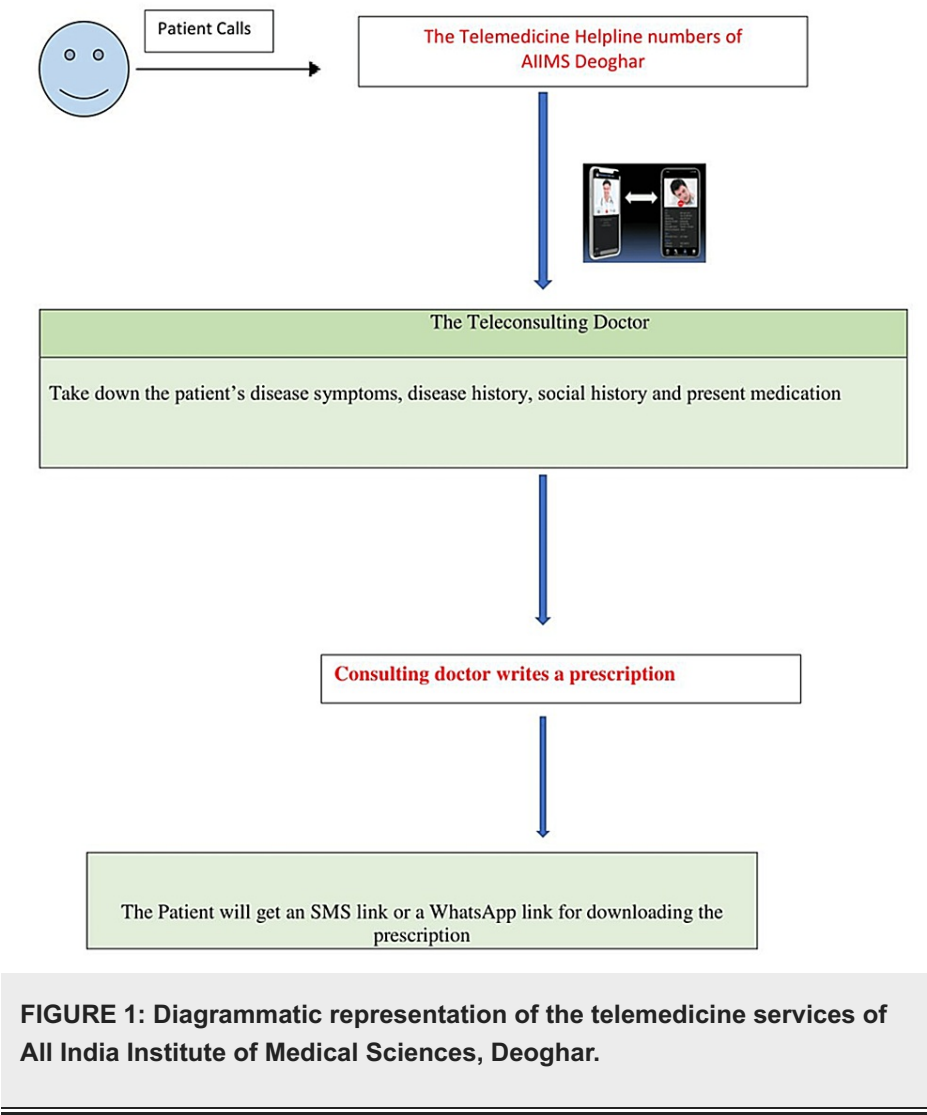 Patient Calls
The Telemedicine Helpline numbers of
AIIMS Deoghar
The Teleconsulting Doctor
Take down the patient’s disease symptoms, disease history, social history and present medication
Consulting doctor writes a prescription
The Patient will get an SMS link or a WhatsApp link for downloading the
prescription
FIGURE 1: Diagrammatic representation of the telemedicine services of
All India Institute of Medical Sciences, Deoghar.